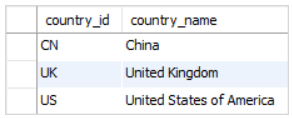 country_id country_name
CN China
UK United Kingdom
US United States of America